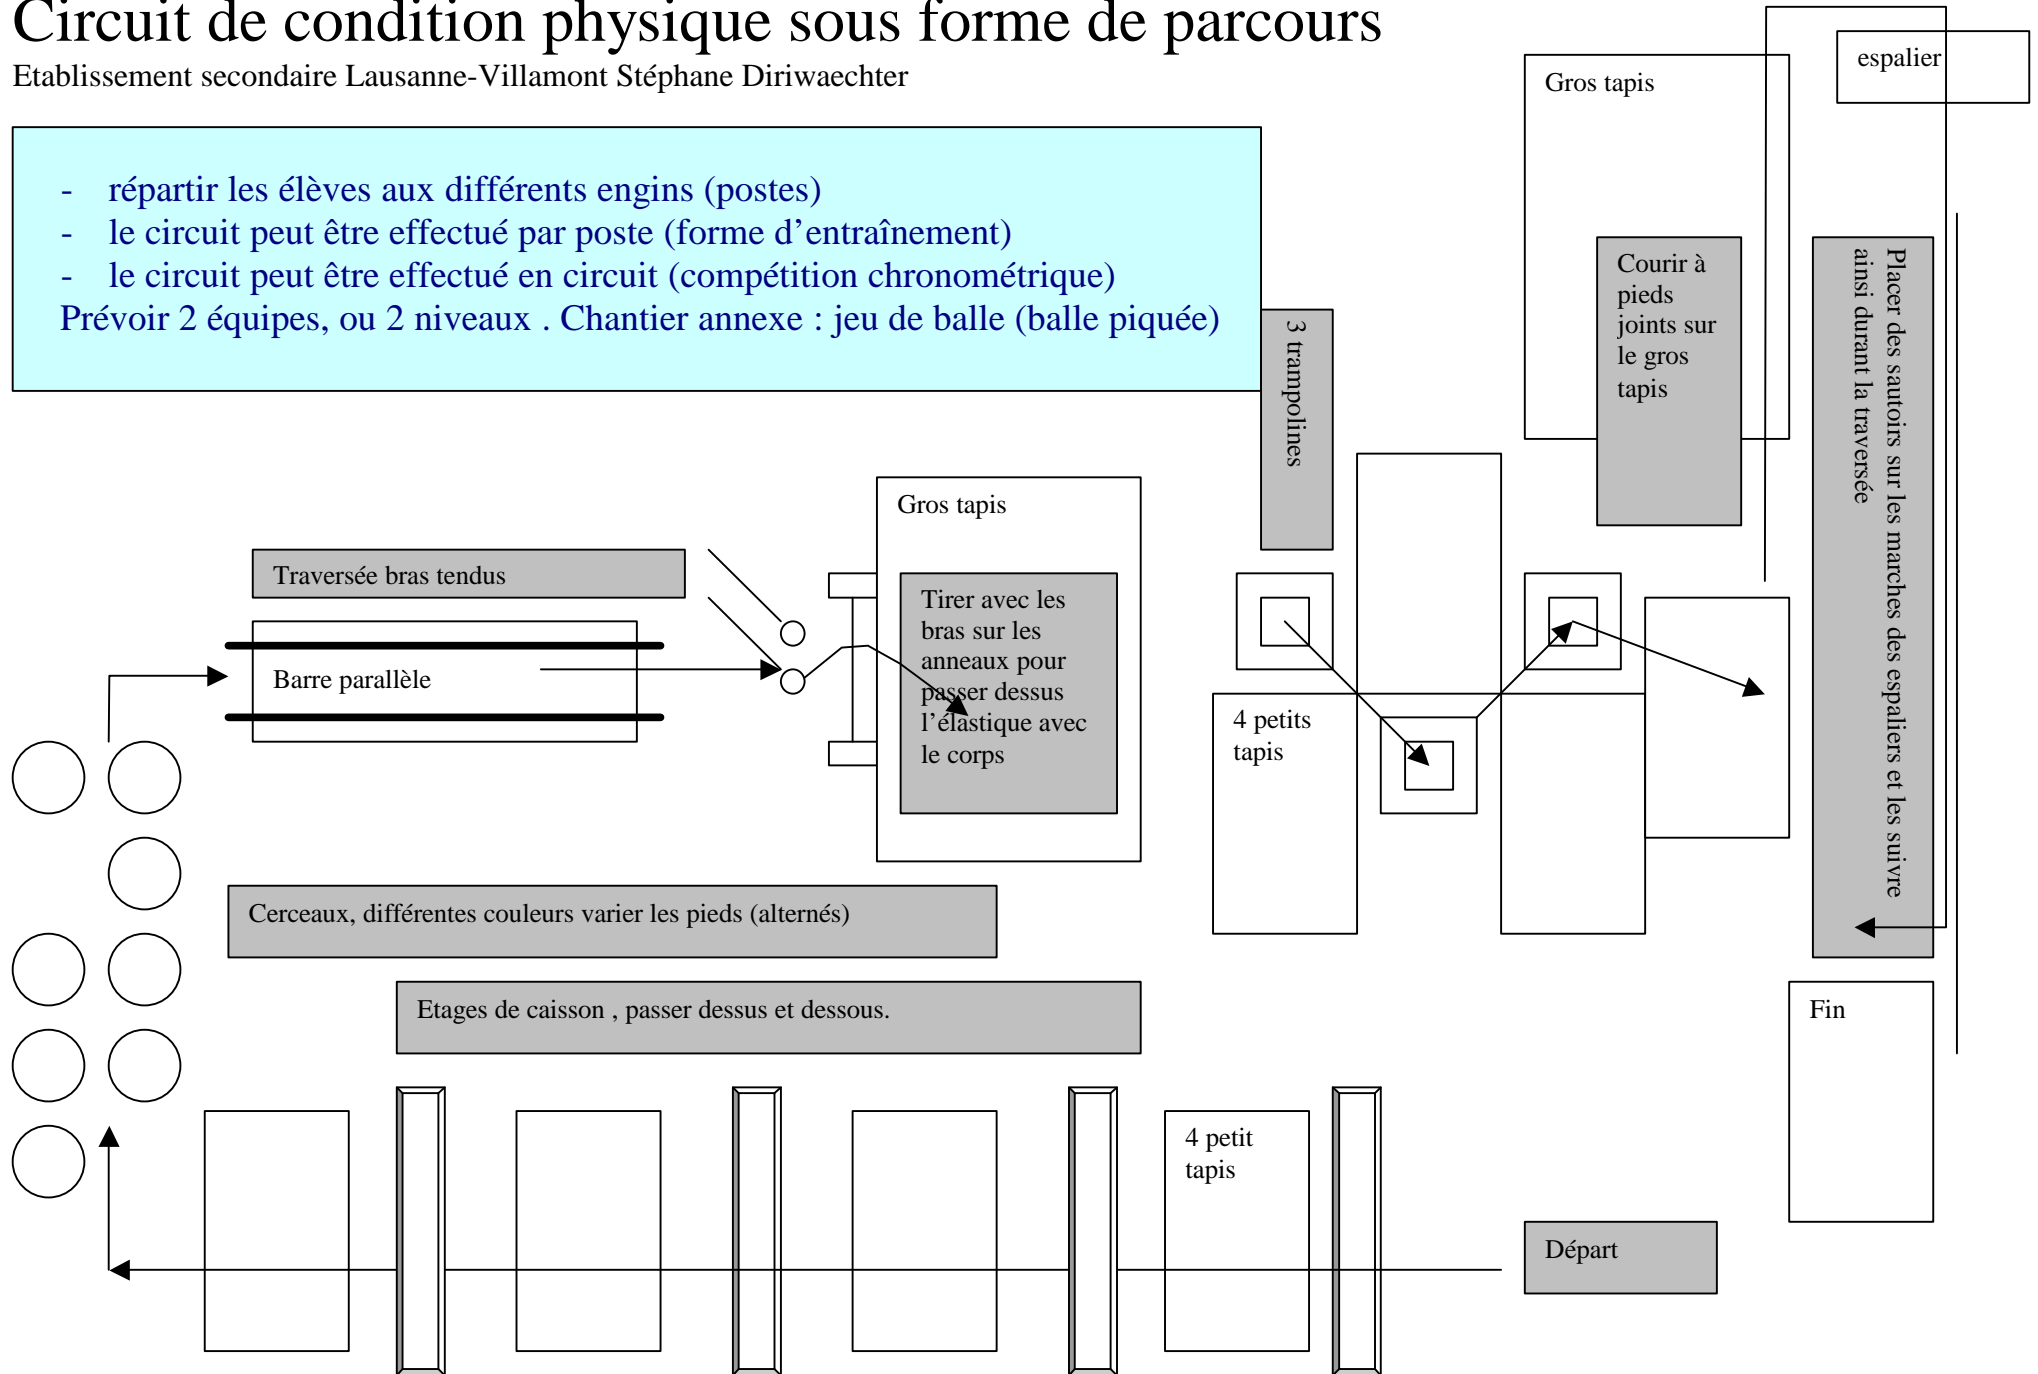 Circuit de condition physique sous forme de parcours
Etablissement secondaire Lausanne-Villamont Stéphane Diriwaechter
- répartir les élèves aux différents engins (postes)
- le circuit peut être effectué par poste (forme d’entraînement)
- le circuit peut être effectué en circuit (compétition chronométrique)
Prévoir 2 équipes, ou 2 niveaux . Chantier annexe : jeu de balle (balle piquée)
espalier
Gros tapis
Courir à
pieds
joints sur
le gros
tapis
Placer des sautoirs sur les marches des espaliers et les suivre
ainsi durant la traversée
3 trampolines
Gros tapis
Tirer avec les
bras sur les
anneaux pour
passer dessus
l’élastique avec
le corps
Traversée bras tendus
Barre parallèle
4 petits
tapis
Cerceaux, différentes couleurs varier les pieds (alternés)
Etages de caisson , passer dessus et dessous.
Fin
4 petit
tapis
Départ